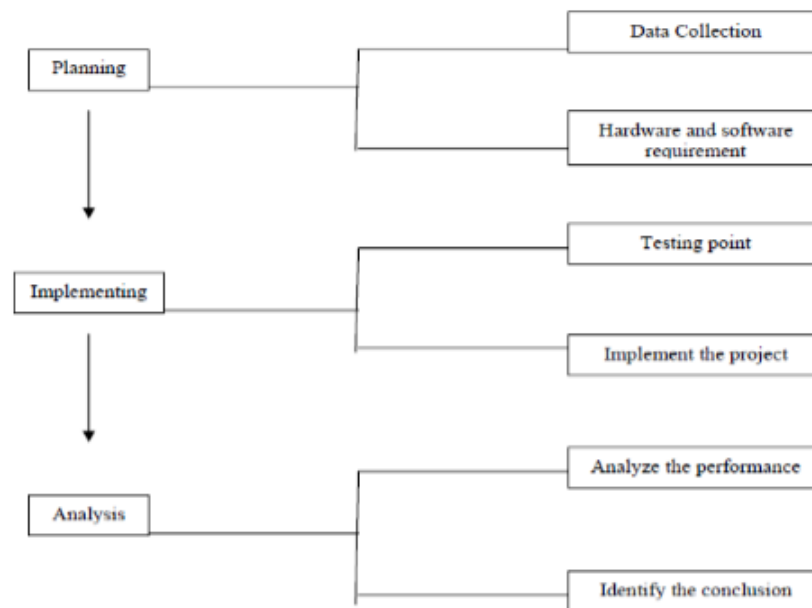 Data Collection
Planning
Hardware and software
requirement
Testing point
Implementing
Implement the project
Analyze the performance
Analysis
Identify the conclusion